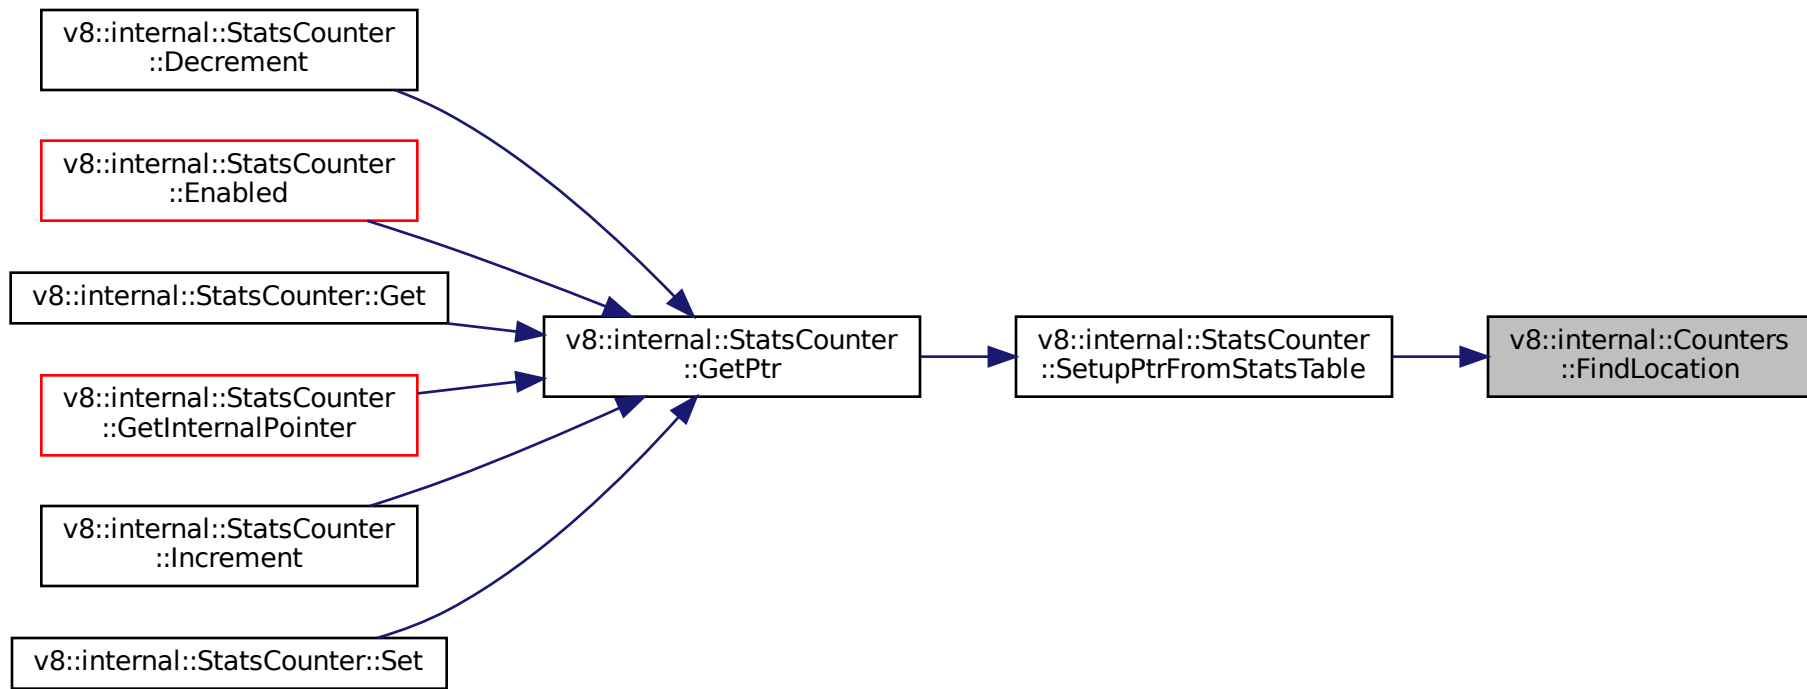 v8::internal::StatsCounter
::Decrement
v8::internal::StatsCounter
::Enabled
v8::internal::StatsCounter::Get
v8::internal::StatsCounter
::GetInternalPointer
v8::internal::StatsCounter
::Increment
v8::internal::StatsCounter::Set
v8::internal::StatsCounter
::GetPtr
v8::internal::StatsCounter
::SetupPtrFromStatsTable
v8::internal::Counters
::FindLocation